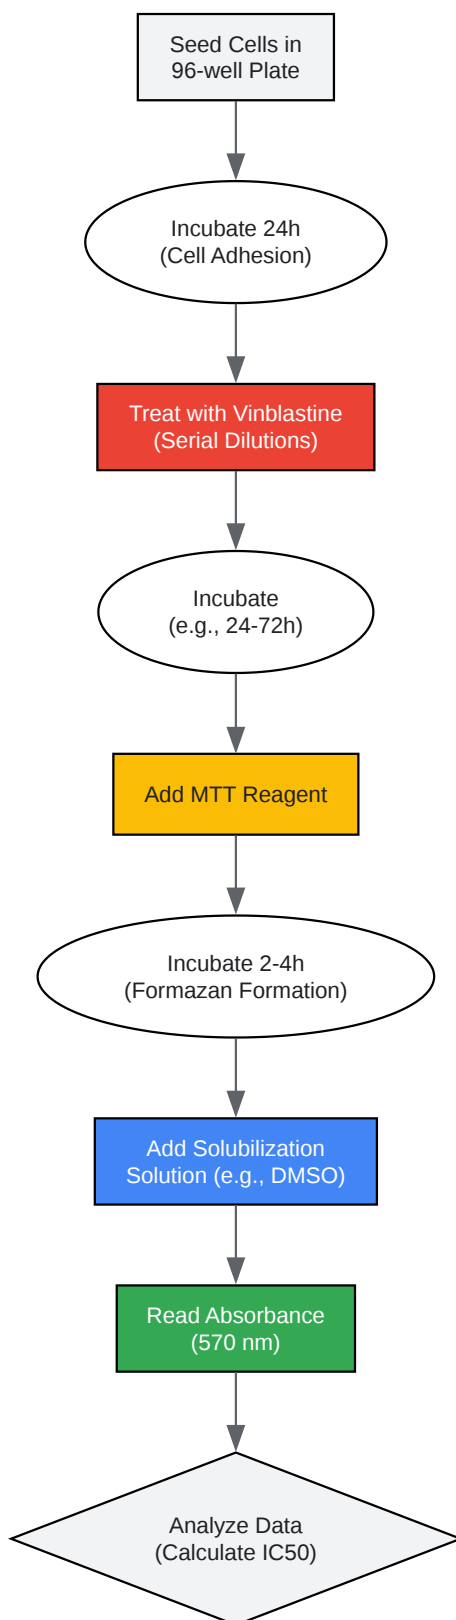 Seed Cells in
96-well Plate
Incubate 24h
(Cell Adhesion)
Treat with Vinblastine
(Serial Dilutions)
Incubate
(e.g., 24-72h)
Add MTT Reagent
Incubate 2-4h
(Formazan Formation)
Add Solubilization
Solution (e.g., DMSO)
Read Absorbance
(570 nm)
Analyze Data
(Calculate IC50)